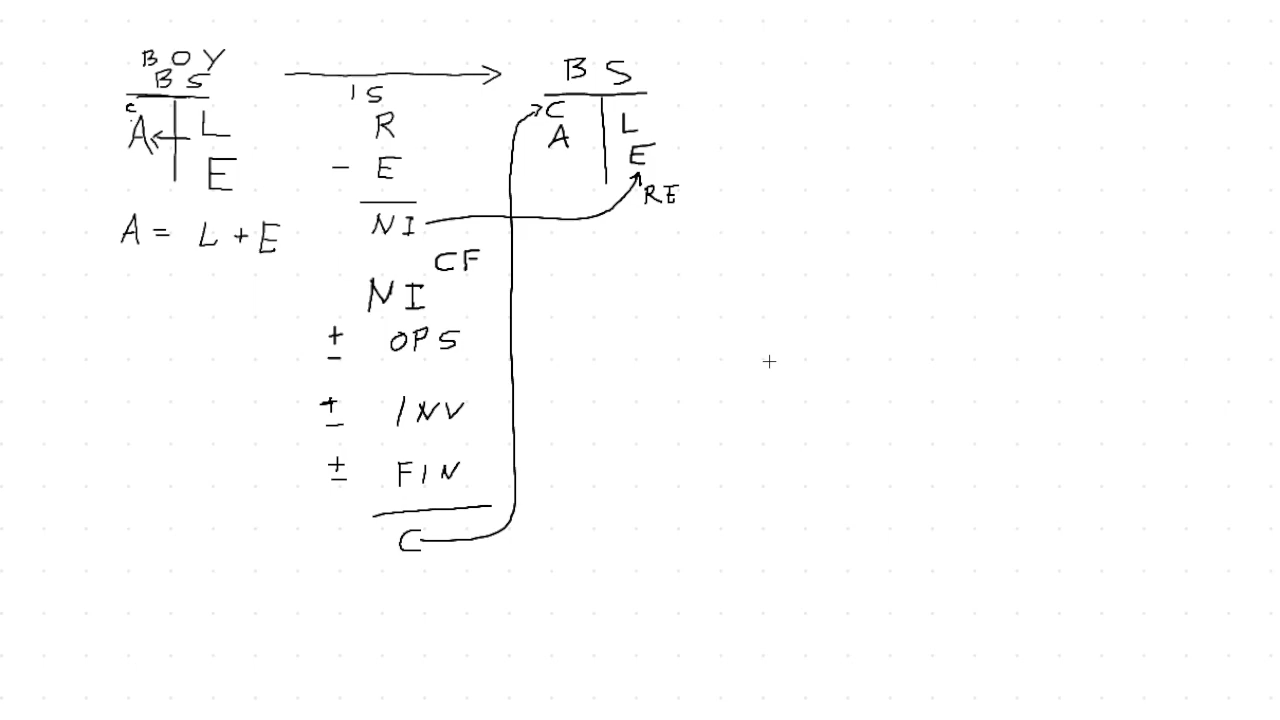 BOY
BS
C
A
L
E
A = L + E
IS
R
- E
NI
CF
NI
± OPS
± INV
± FIN
C
BS
C
A
L
E
RE